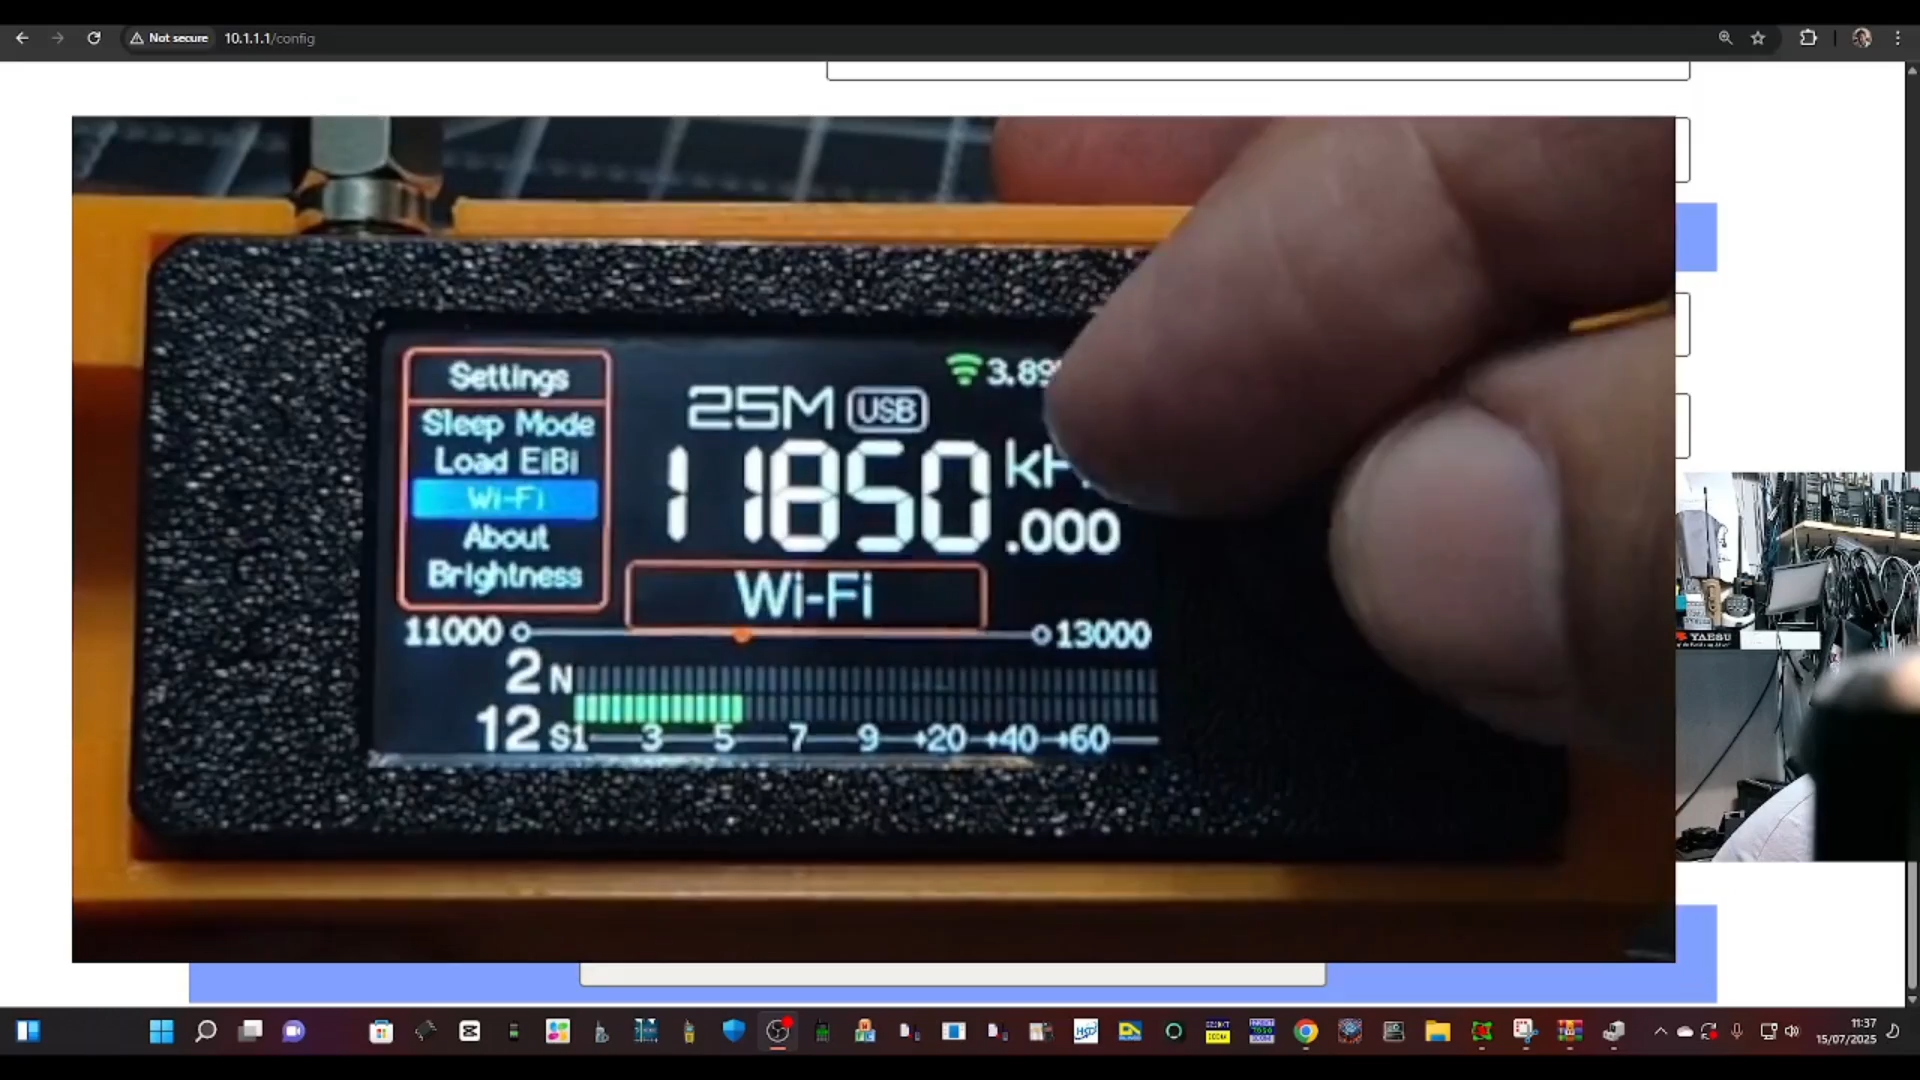 Not secure
10.1.1.1/config
Settings
Sleep Mode
Load EiBi
Wi-Fi
About
Brightness
3.89
25M USB
11850
.000
Wi-Fi
11000
13000
2 N
12 S1 3 5 7 9 +20 +40 +60
YAESU
11:37
15/07/2025